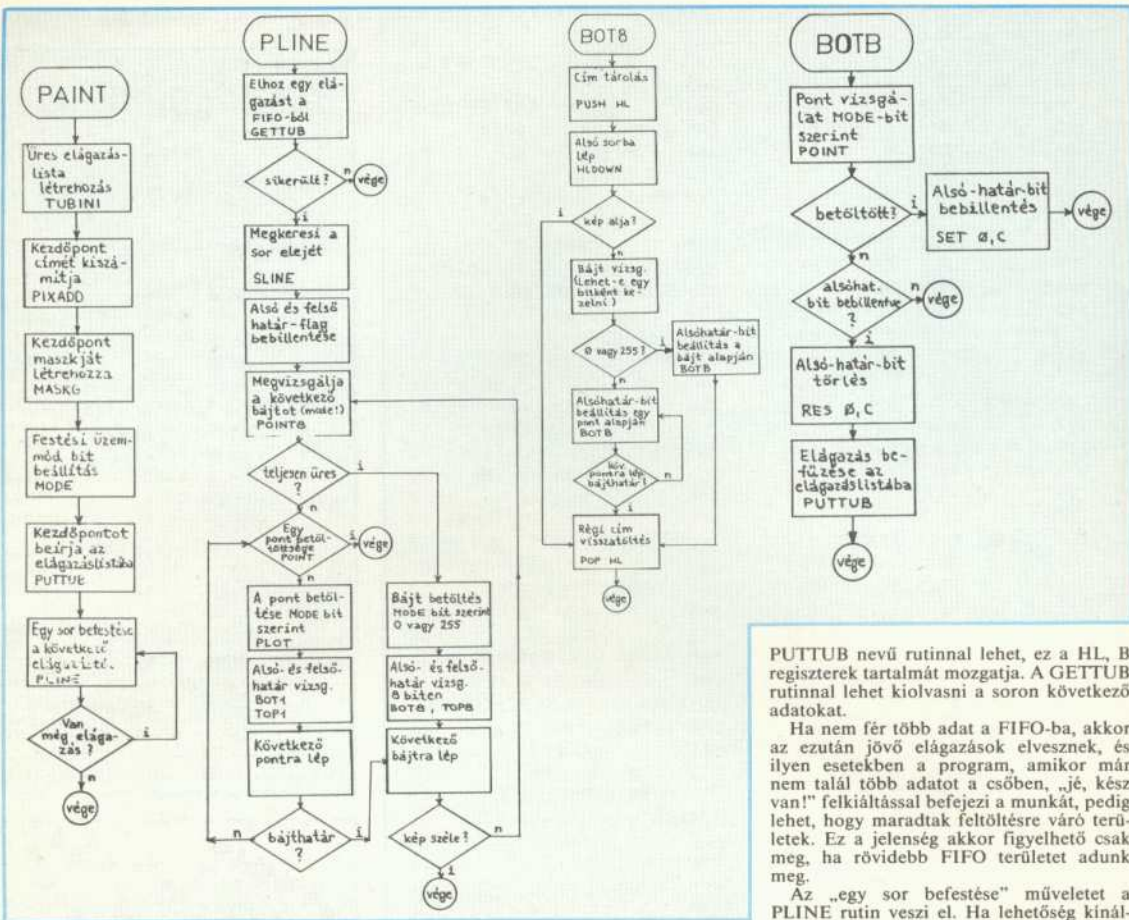 PAINT
Üres elágazás-
lista
létrehozás
TUBINI
Kezdőpont
címét kiszá-
mítja
PIXADD
Kezdőpont
maszkját
létrehozza
MASKG
Festési üzem-
mód bit
beállítás
MODE
Kezdőpontot
beírja az
elágazáslistába
PUTTUB
Egy sor befestése
a következő
PLINE
Van
még elága-
zás?
i
n
vége
PLINE
Elhoz egy elá-
gazást a
FIFO-ból
GETTUB
sikerült?
n
vége
i
Megkeresi a
sor elejét
SLINE
Alsó és felső
határ-flag
bebillentése
Megvizsgálja
a következő
bájtot (mode!)
POINT8
teljesen üres
?
i
n
Egy
pont betöl-
töttsége
POINT
i
vége
n
A pont betöl-
tése MODE bit
szerint
PLOT
Alsó- és felső-
határ vizsg.
BOT1
TOP1
Következő
pontra lép
bájthatár
?
n
i
Bájt betöltés
MODE bit szerint
0 vagy 255
Alsó- és felső-
határ vizsg.
8 biten
BOT8, TOP8
Következő
bájtra lép
kép széle?
n
i
vége
BOT8
Cím tárolás
PUSH HL
Alsó sorba
lép
HLDOWN
i
kép alja?
n
Bájt vizsg.
(Lehet-e egy
bitként ke-
zelni)
0 vagy 255?
i
Alsóhatár-bit
beállítás a
bájt alapján
BOTB
n
Alsóhatár-bit
beállítás egy
pont alapján
BOTB
Köv.
pontra lép
bájthatár?
n
i
Régi cím
visszatöltés
POP HL
vége
BOTB
Pont vizsgá-
lat MODE-bit
szerint
POINT
betöltött?
i
Alsó-határ-bit
bebillentés
SET Ø,C
vége
n
alsóhat.
bit bebillentve
?
n
vége
i
Alsó-határ-bit
törlés
RES Ø,C
Elágazás be-
fűzése az
elágazáslistába
PUTTUB
vége
PUTTUB nevű rutinnal lehet, ez a HL, B
regiszterek tartalmát mozgatja. A GETTUB
rutinnal lehet kiolvasni a soron következő
adatokat.
Ha nem fér több adat a FIFO-ba, akkor
az ezután jövő elágazások elvesznek, és
ilyen esetekben a program, amikor már
nem talál több adatot a csőben, „jé, kész
van!” felkiáltással befejezi a munkát, pedig
lehet, hogy maradtak feltöltésre váró terü-
letek. Ez a jelenség akkor figyelhető csak
meg, ha rövidebb FIFO területet adunk
meg.
Az „egy sor befestése” műveletet a
PLINE rutin veszi el. Ha lehetőség kínál-